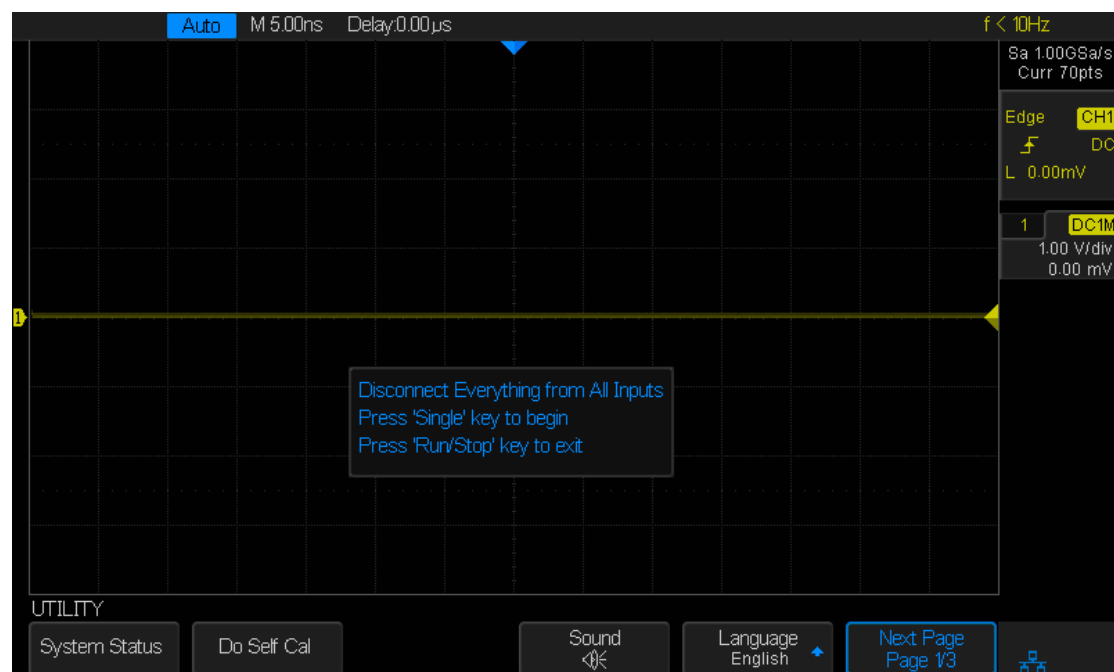 Auto M 5.00ns Delay:0.00µs f < 10Hz
Sa 1.00GSa/s
Curr 70pts
Edge CH1
DC
L 0.00mV
1 DC1M
1.00 V/div
0.00 mV
1
Disconnect Everything from All Inputs
Press 'Single' key to begin
Press 'Run/Stop' key to exit
UTILITY
System Status
Do Self Cal
Sound
Language
English
Next Page
Page 1/3